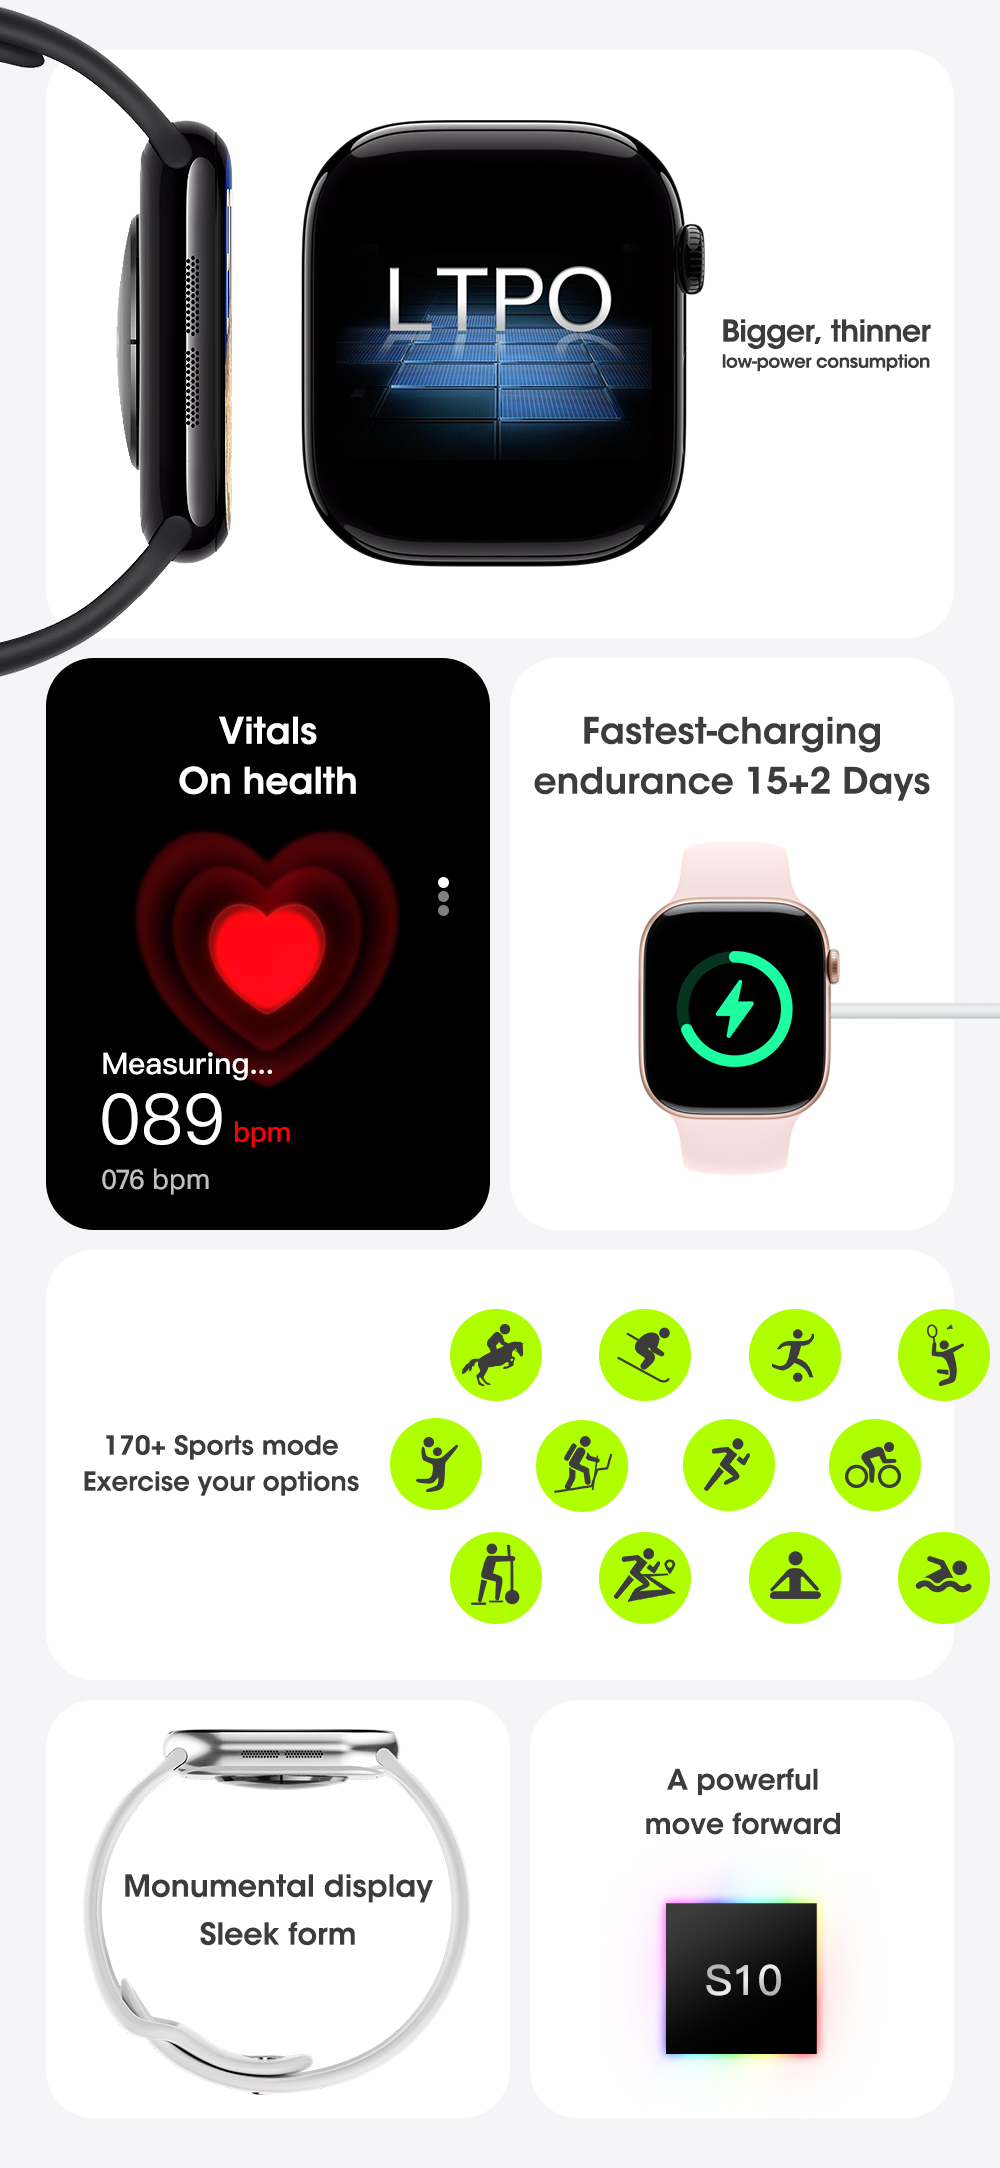 LTPO
Bigger, thinner
low-power consumption
Vitals
On health
Measuring...
089 bpm
076 bpm
Fastest-charging
endurance 15+2 Days
170+ Sports mode
Exercise your options
Monumental display
Sleek form
A powerful
move forward
S10